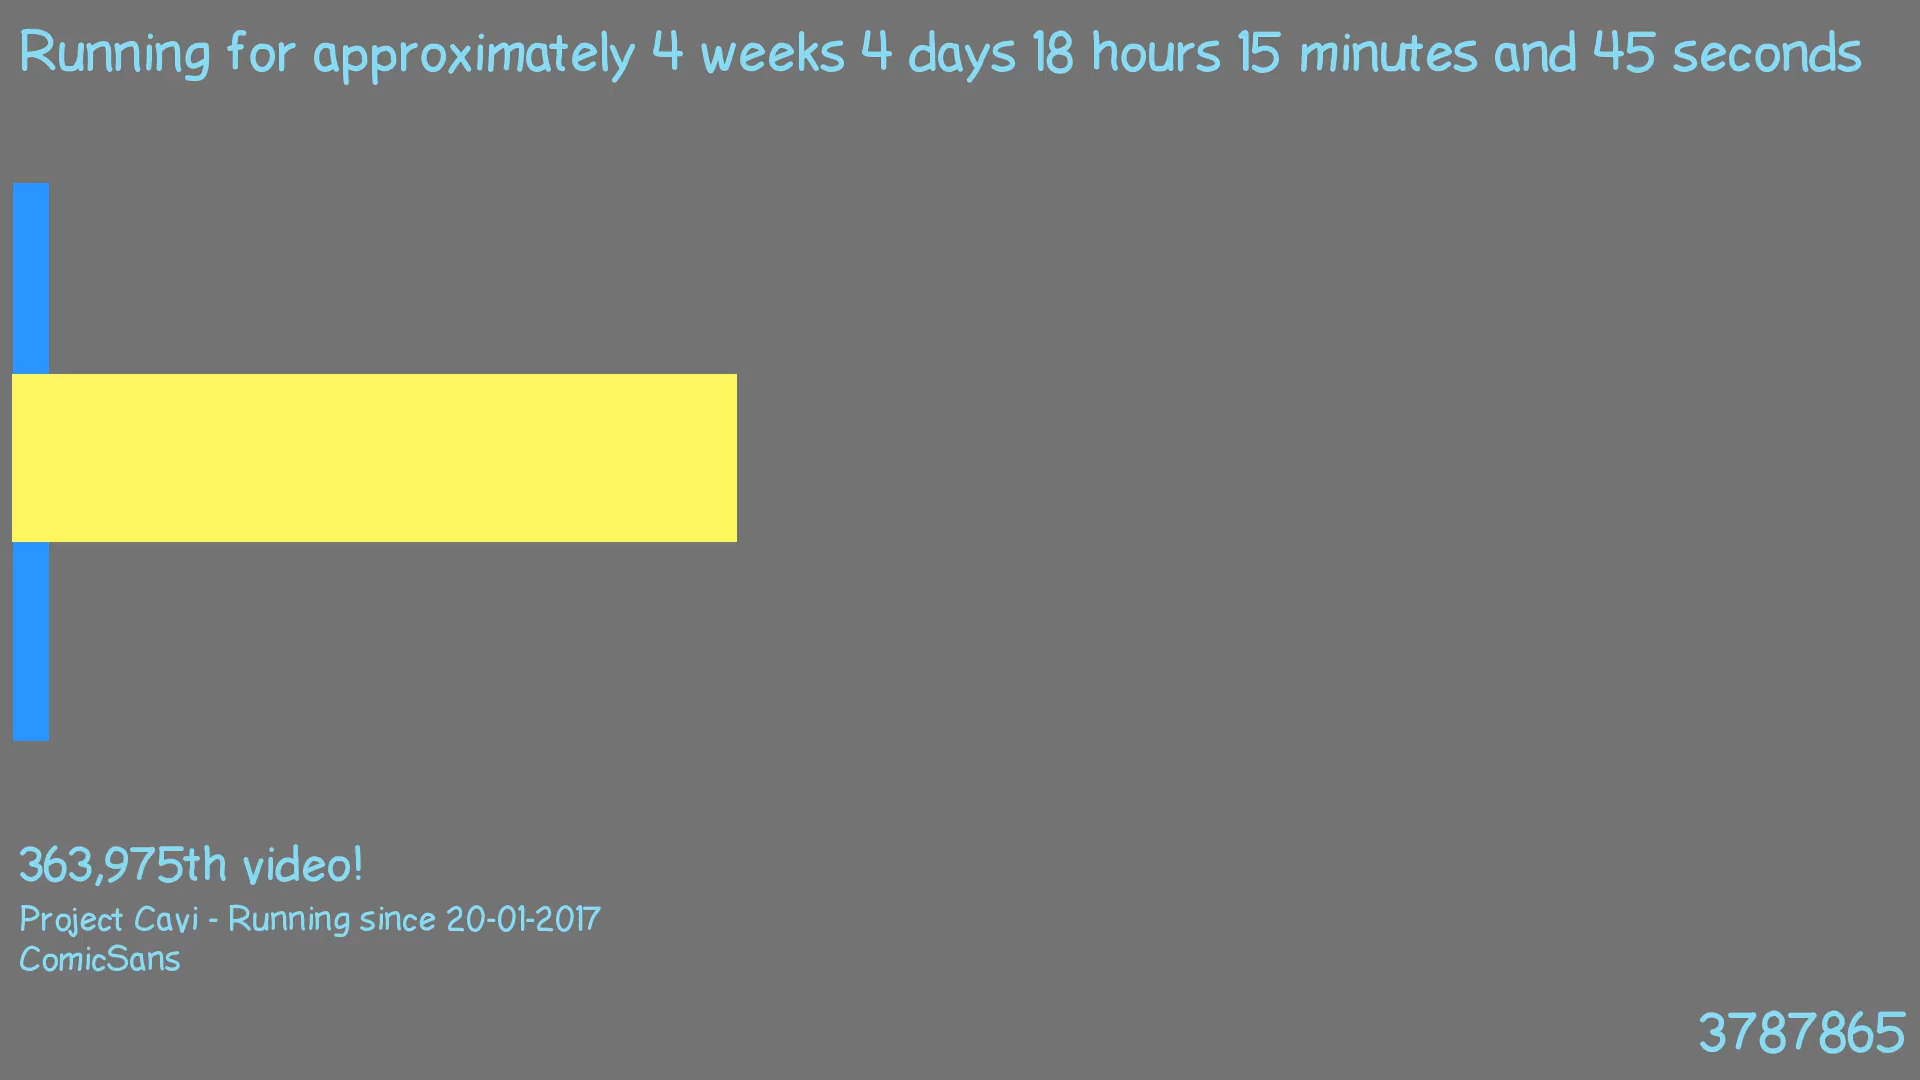 Running for approximately 4 weeks 4 days 18 hours 15 minutes and 45 seconds
363,975th video!
Project Cavi - Running since 20-01-2017
ComicSans
3787865